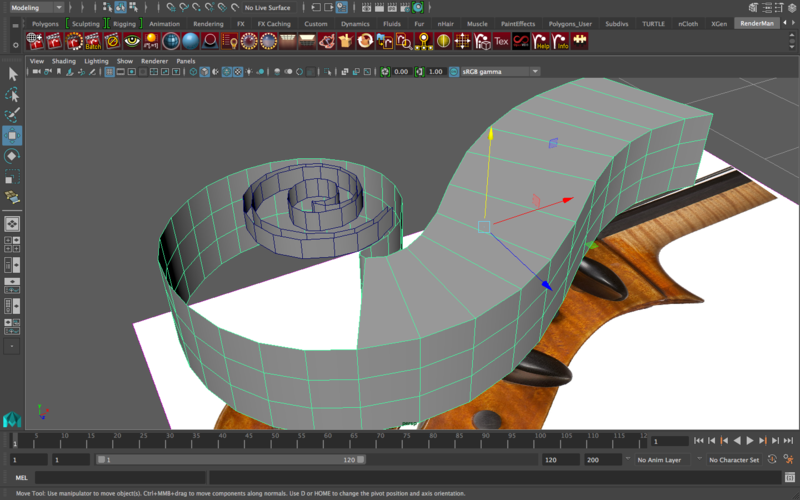 Modeling No Live Surface
Polygons Sculpting Rigging Animation Rendering FX FX Caching Custom Dynamics Fluids Fur nHair Muscle PaintEffects Polygons_User Subdivs TURTLE nCloth XGen RenderMan
Batch Tex Help Info
View Shading Lighting Show Renderer Panels
0.00 1.00 sRGB gamma
1 5 10 15 20 25 30 35 40 45 50 55 60 65 70 75 80 85 90 95 100 105 110 115 12 1
1 1 1 120 120 200 No Anim Layer No Character Set
MEL
Move Tool: Use manipulator to move object(s). Ctrl+MMB+drag to move components along normals. Use D or HOME to change the pivot position and axis orientation.